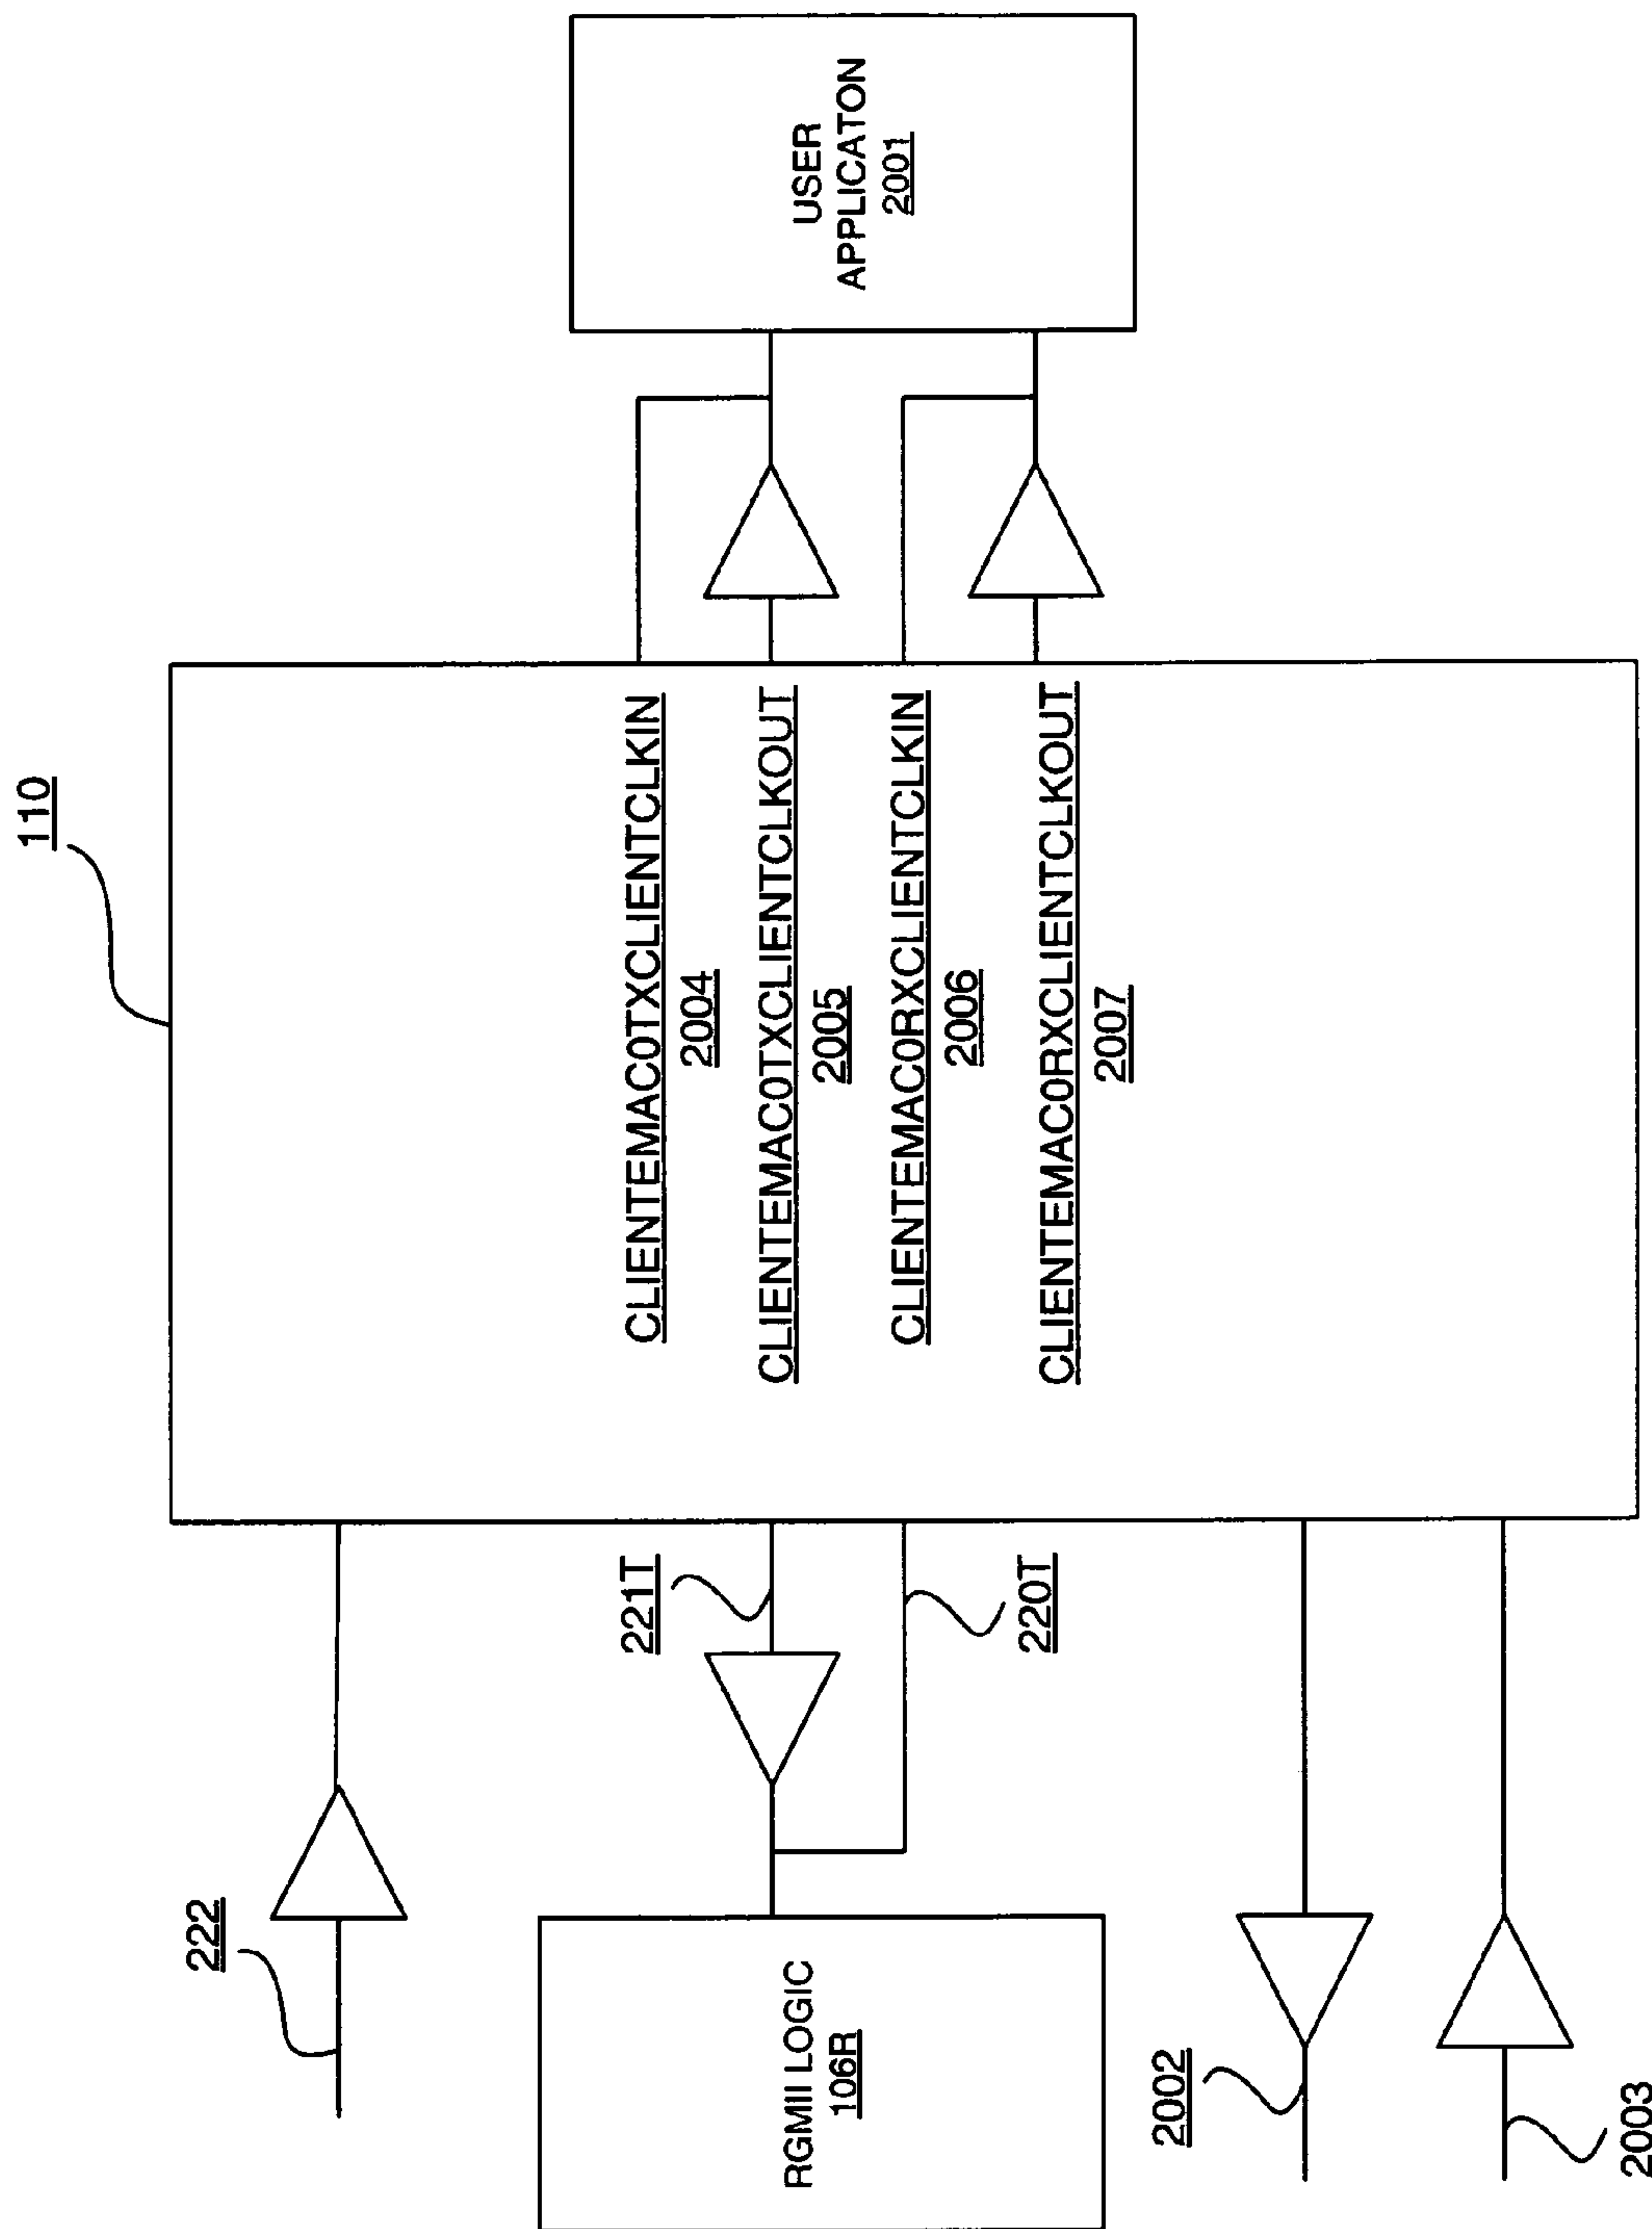 110
222
221T
CLIENTEMAC0TXCLIENTCLKIN
2004
RGMII LOGIC
106R
CLIENTEMAC0TXCLIENTCLKOUT
2005
USER
APPLICATON
2001
CLIENTEMAC0RXCLIENTCLKIN
2006
220T
CLIENTEMAC0RXCLIENTCLKOUT
2007
2002
2003